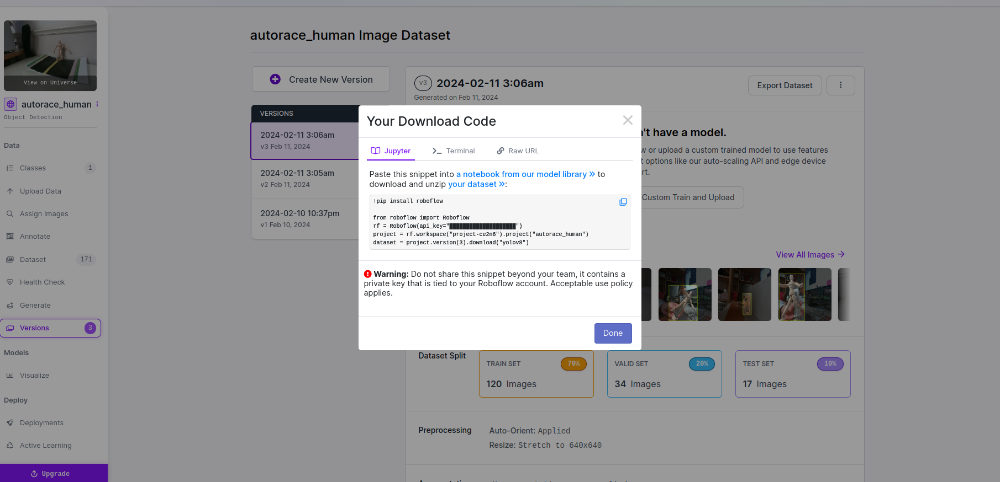 View on Universe
autorace_human
Object Detection
Data
Classes 1
Upload Data
Assign Images
Annotate
Dataset 171
Health Check
Generate
Versions 3
Models
Visualize
Deploy
Deployments
Active Learning
Upgrade
autorace_human Image Dataset
Create New Version
VERSIONS
2024-02-11 3:06am
v3 Feb 11, 2024
2024-02-11 3:05am
v2 Feb 11, 2024
2024-02-10 10:37pm
v1 Feb 10, 2024
v3 2024-02-11 3:06am
Generated on Feb 11, 2024
Export Dataset
't have a model.
w or upload a custom trained model to use features
t options like our auto-scaling API and edge device
rt.
Custom Train and Upload
View All Images
Your Download Code
Jupyter Terminal Raw URL
Paste this snippet into a notebook from our model library » to
download and unzip your dataset »:
!pip install roboflow
from roboflow import Roboflow
rf = Roboflow(api_key="████████████████████")
project = rf.workspace("project-ce2n6").project("autorace_human")
dataset = project.version(3).download("yolov8")
Warning: Do not share this snippet beyond your team, it contains a
private key that is tied to your Roboflow account. Acceptable use policy
applies.
Done
Dataset Split
TRAIN SET 70%
120 Images
VALID SET 20%
34 Images
TEST SET 10%
17 Images
Preprocessing
Auto-Orient: Applied
Resize: Stretch to 640x640